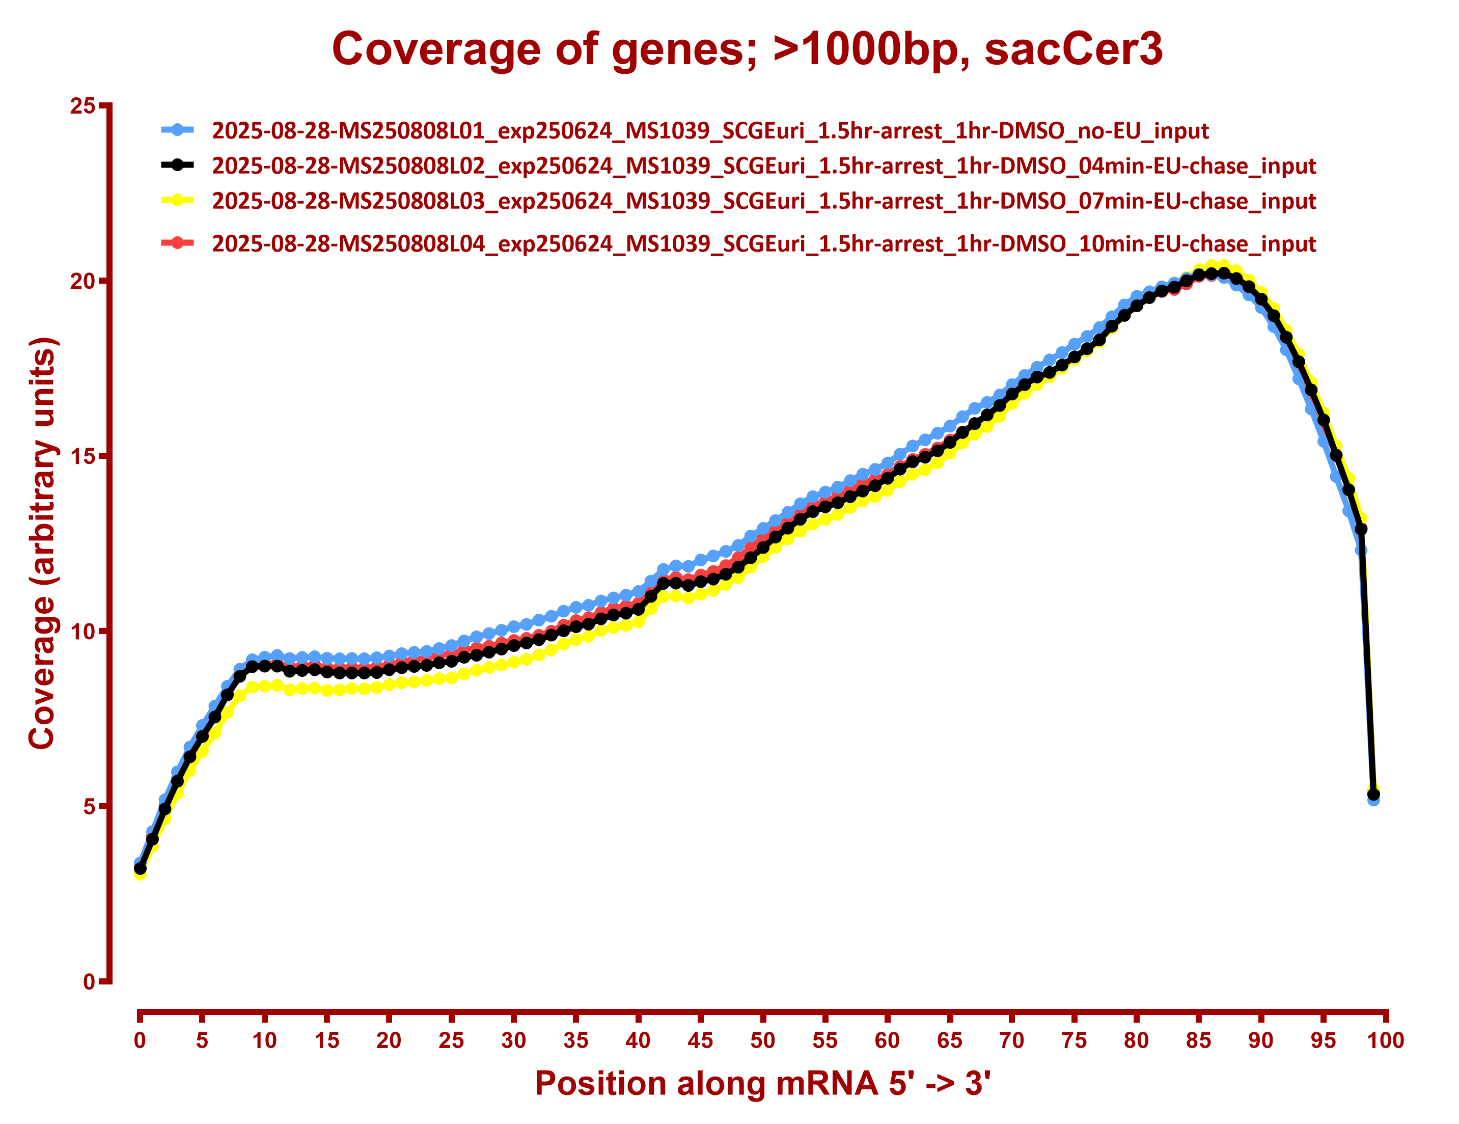 Coverage of genes; >1000bp, sacCer3
2025-08-28-MS250808L01_exp250624_MS1039_SCGEuri_1.5hr-arrest_1hr-DMSO_no-EU_input
2025-08-28-MS250808L02_exp250624_MS1039_SCGEuri_1.5hr-arrest_1hr-DMSO_04min-EU-chase_input
2025-08-28-MS250808L03_exp250624_MS1039_SCGEuri_1.5hr-arrest_1hr-DMSO_07min-EU-chase_input
2025-08-28-MS250808L04_exp250624_MS1039_SCGEuri_1.5hr-arrest_1hr-DMSO_10min-EU-chase_input
Coverage (arbitrary units)
25
20
15
10
5
0
0 5 10 15 20 25 30 35 40 45 50 55 60 65 70 75 80 85 90 95 100
Position along mRNA 5' -> 3'